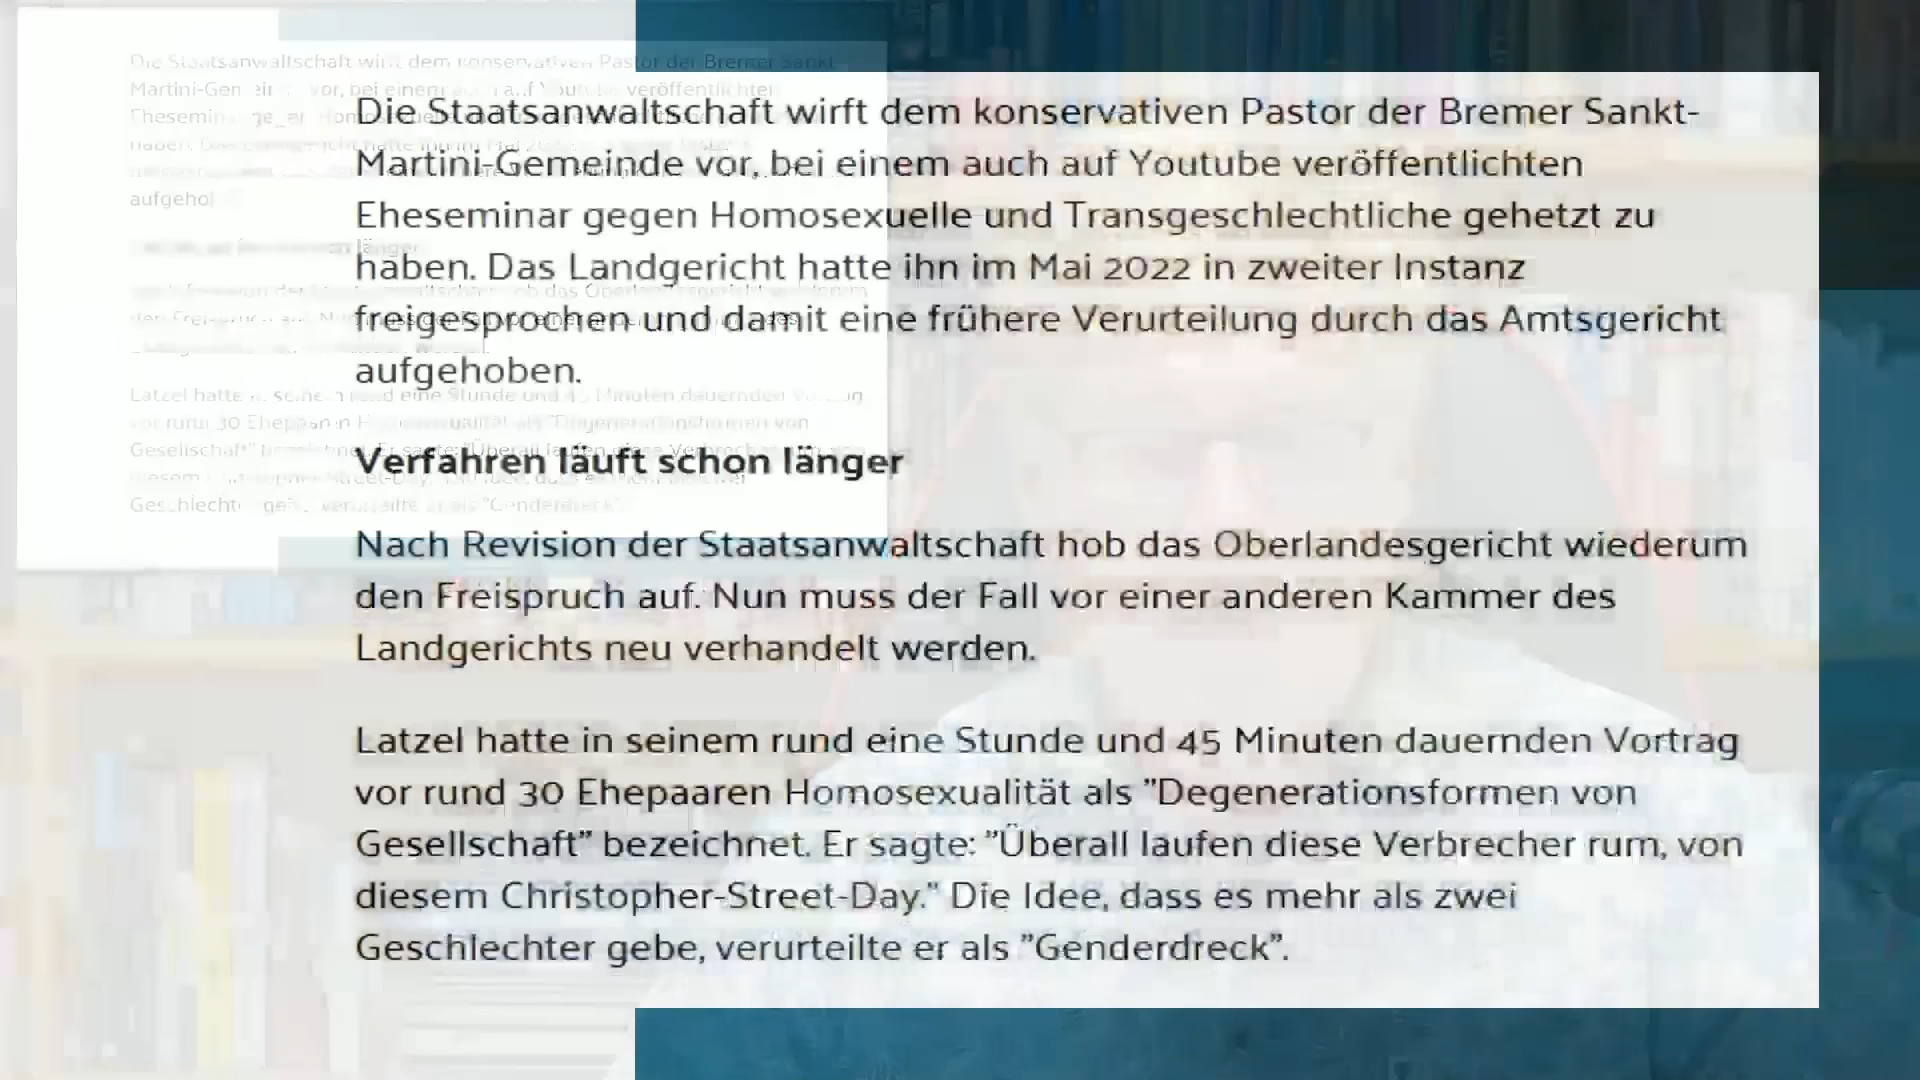 Die Staatsanwaltschaft wirft dem konservativen Pastor der Bremer Sankt-
Martini-Gemeinde vor, bei einem auch auf Youtube veröffentlichten
Eheseminar gegen Homosexuelle und Transgeschlechtliche gehetzt zu
haben. Das Landgericht hatte ihn im Mai 2022 in zweiter Instanz
freigesprochen und damit eine frühere Verurteilung durch das Amtsgericht
aufgehoben.
Verfahren läuft schon länger
Nach Revision der Staatsanwaltschaft hob das Oberlandesgericht wiederum
den Freispruch auf. Nun muss der Fall vor einer anderen Kammer des
Landgerichts neu verhandelt werden.
Latzel hatte in seinem rund eine Stunde und 45 Minuten dauernden Vortrag
vor rund 30 Ehepaaren Homosexualität als "Degenerationsformen von
Gesellschaft" bezeichnet. Er sagte: "Überall laufen diese Verbrecher rum, von
diesem Christopher-Street-Day." Die Idee, dass es mehr als zwei
Geschlechter gebe, verurteilte er als "Genderdreck".